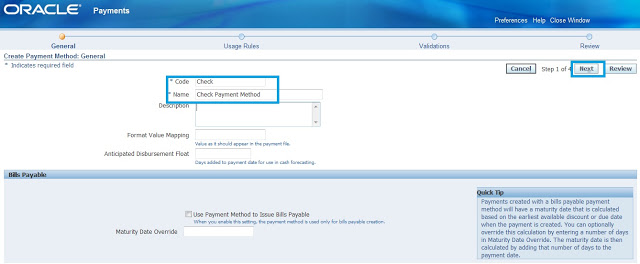 ORACLE Payments
Preferences Help Close Window
General Usage Rules Validations Review
Create Payment Method: General
* Indicates required field
Cancel Step 1 of 4 Next Review
* Code Check
* Name Check Payment Method
Description
Format Value Mapping
Value as it should appear in the payment file.
Anticipated Disbursement Float
Days added to payment date for use in cash forecasting.
Bills Payable
Use Payment Method to Issue Bills Payable
When you enable this setting, the payment method is used only for bills payable creation.
Maturity Date Override
Quick Tip
Payments created with a bills payable payment
method will have a maturity date that is calculated
based on the earliest available discount or due date
when the payment is created. You can optionally
override this calculation by entering a number of days
in Maturity Date Override. The maturity date is then
calculated by adding that number of days to the
payment date.